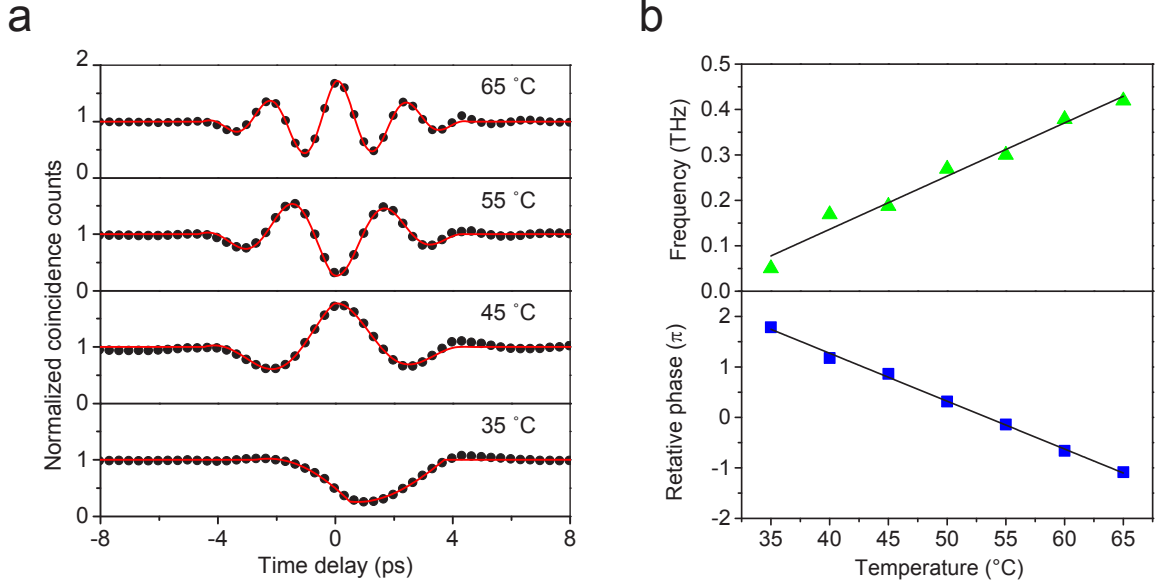 a
Normalized coincidence counts
2
1
0
65 °C
1
0
55 °C
1
0
45 °C
1
0
35 °C
-8
-4
0
4
8
Time delay (ps)
b
Frequency (THz)
0.5
0.4
0.3
0.2
0.1
0.0
Retative phase (π)
2
1
0
-1
-2
35
40
45
50
55
60
65
Temperature (°C)